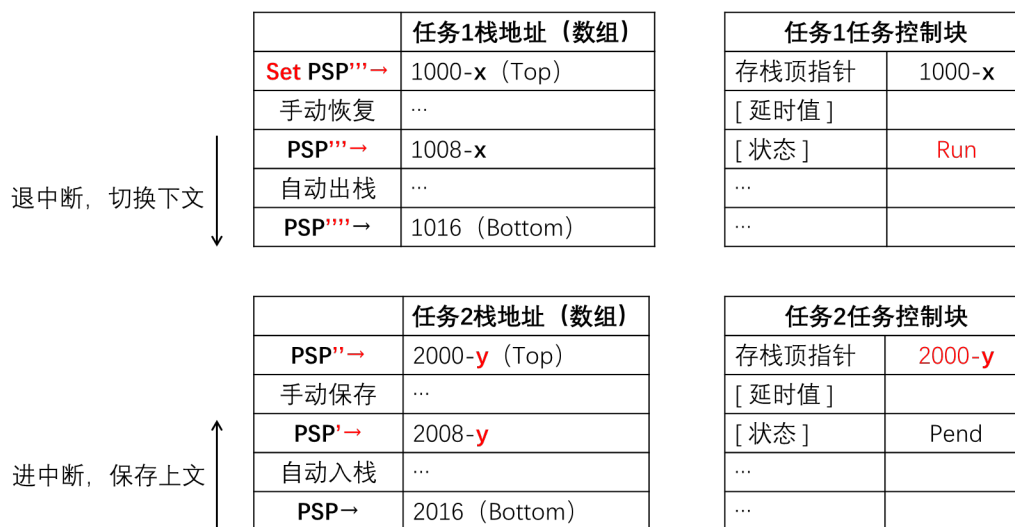 任务1栈地址（数组）
Set PSP'''→ 1000-x（Top）
手动恢复 ...
PSP'''→ 1008-x
自动出栈 ...
PSP''''→ 1016（Bottom）
退中断，切换下文
任务1任务控制块
存栈顶指针 1000-x
[ 延时值 ]
[ 状态 ] Run
...
...
任务2栈地址（数组）
PSP''→ 2000-y（Top）
手动保存 ...
PSP'→ 2008-y
自动入栈 ...
PSP→ 2016（Bottom）
进中断，保存上文
任务2任务控制块
存栈顶指针 2000-y
[ 延时值 ]
[ 状态 ] Pend
...
...